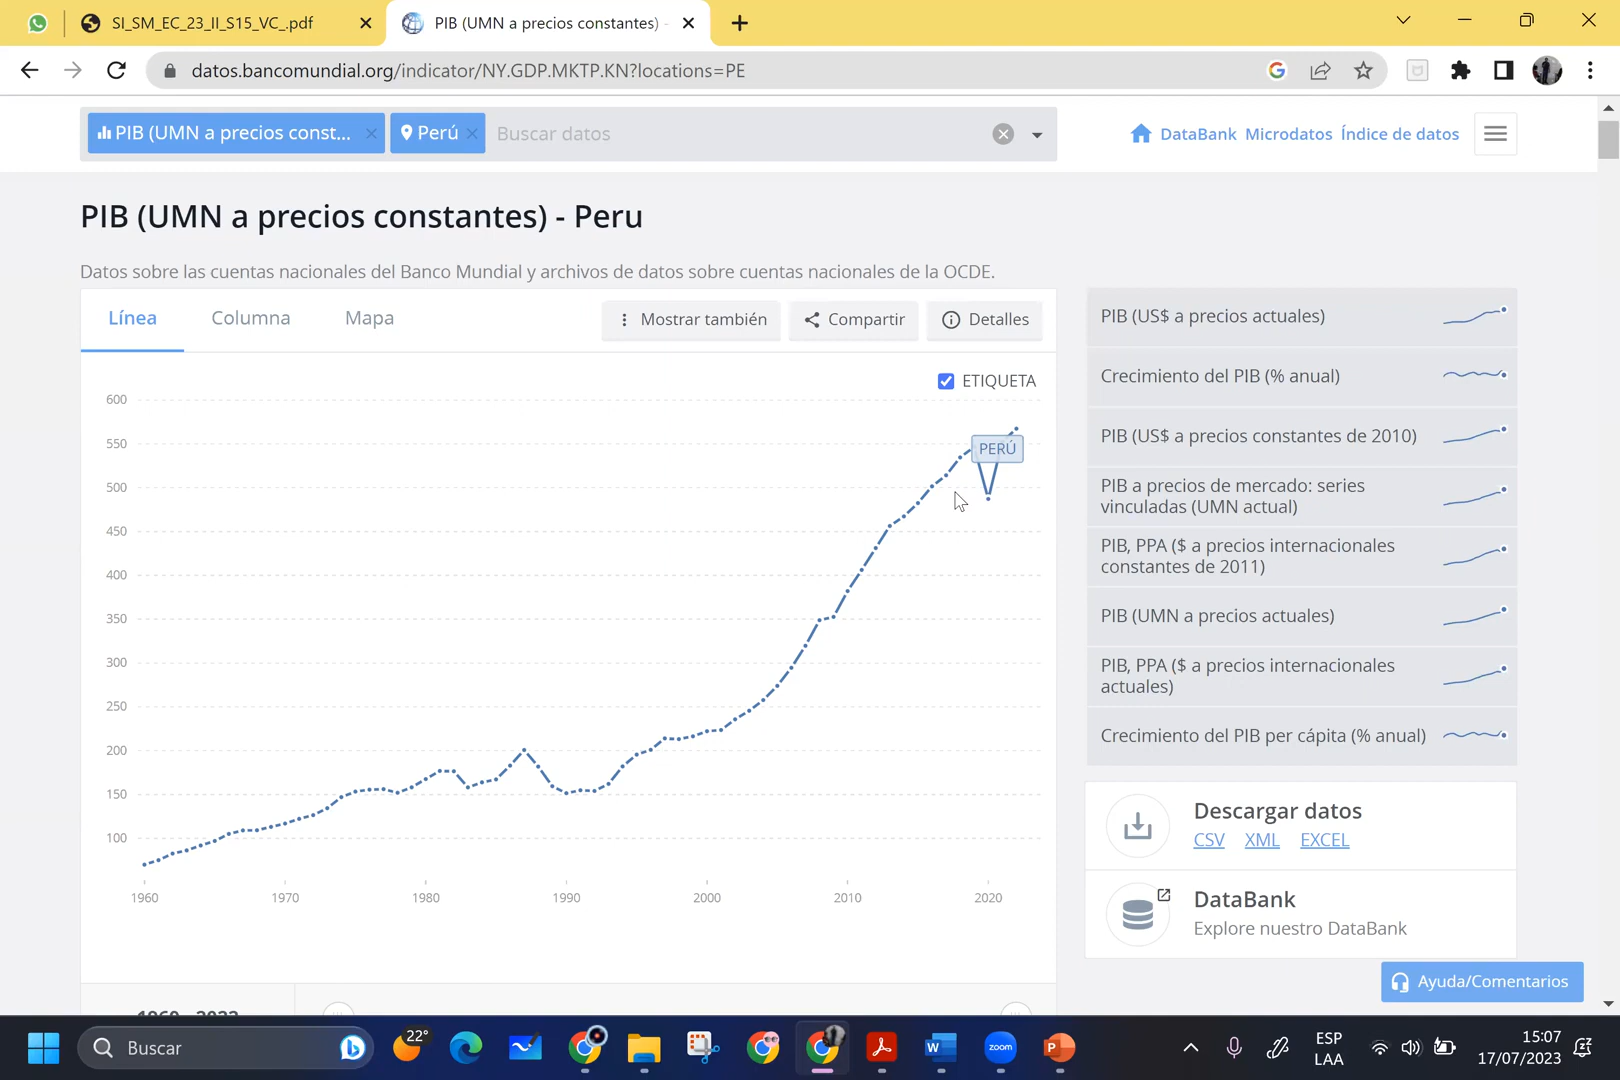 SI_SM_EC_23_II_S15_VC_.pdf
PIB (UMN a precios constantes) -
datos.bancomundial.org/indicator/NY.GDP.MKTP.KN?locations=PE
PIB (UMN a precios const...
Perú
Buscar datos
DataBank Microdatos Índice de datos
PIB (UMN a precios constantes) - Peru
Datos sobre las cuentas nacionales del Banco Mundial y archivos de datos sobre cuentas nacionales de la OCDE.
Línea
Columna
Mapa
Mostrar también
Compartir
Detalles
ETIQUETA
600
550
500
450
400
350
300
250
200
150
100
PERÚ
1960
1970
1980
1990
2000
2010
2020
1960 - 2022
PIB (US$ a precios actuales)
Crecimiento del PIB (% anual)
PIB (US$ a precios constantes de 2010)
PIB a precios de mercado: series
vinculadas (UMN actual)
PIB, PPA ($ a precios internacionales
constantes de 2011)
PIB (UMN a precios actuales)
PIB, PPA ($ a precios internacionales
actuales)
Crecimiento del PIB per cápita (% anual)
Descargar datos
CSV XML EXCEL
DataBank
Explore nuestro DataBank
Ayuda/Comentarios
Buscar
22°
zoom
ESP
LAA
15:07
17/07/2023